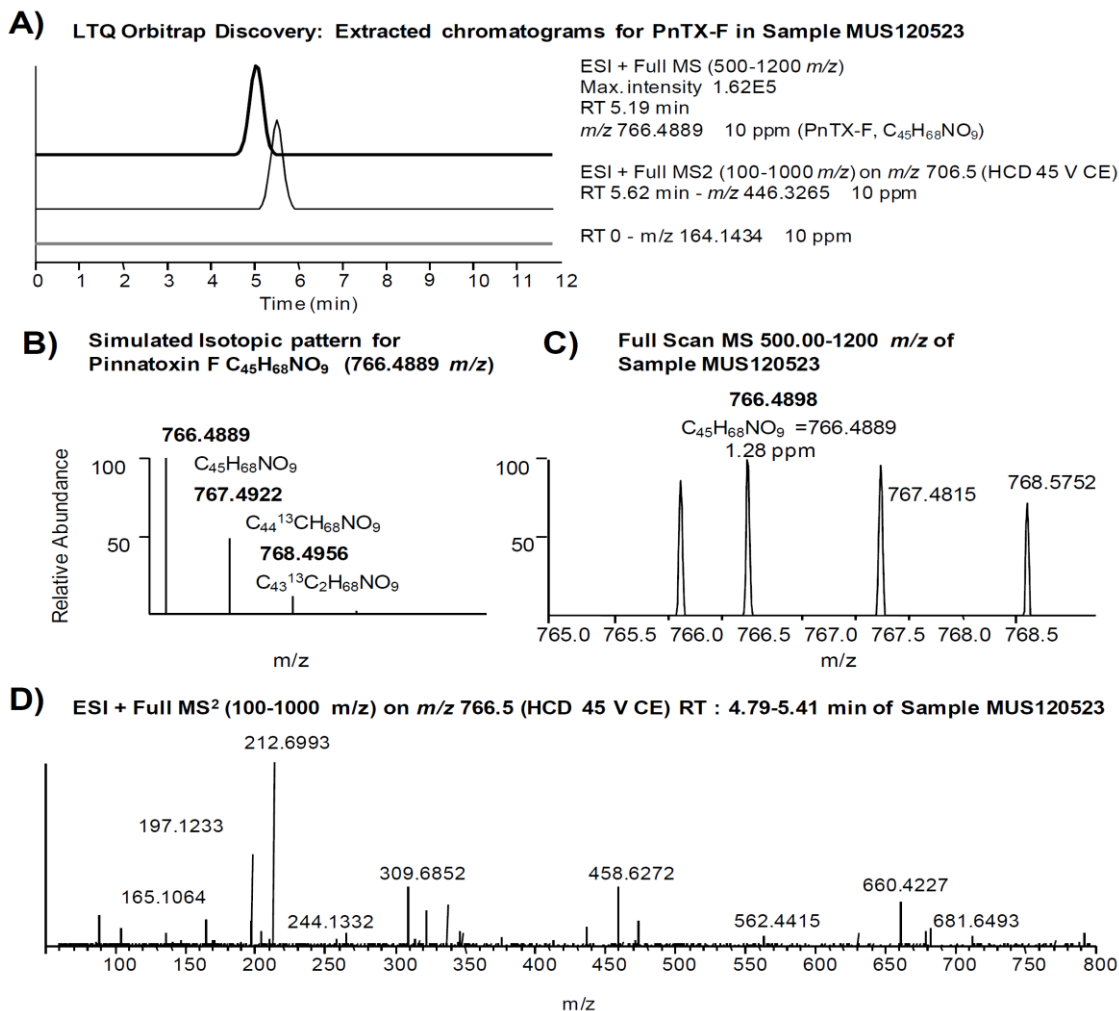 A) LTQ Orbitrap Discovery: Extracted chromatograms for PnTX-F in Sample MUS120523
ESI + Full MS (500-1200 m/z)
Max. intensity 1.62E5
RT 5.19 min
m/z 766.4889 10 ppm (PnTX-F, C₄₅H₆₈NO₉)
ESI + Full MS2 (100-1000 m/z) on m/z 706.5 (HCD 45 V CE)
RT 5.62 min - m/z 446.3265 10 ppm
RT 0 - m/z 164.1434 10 ppm
0 1 2 3 4 5 6 7 8 9 10 11 12
Time (min)
B) Simulated Isotopic pattern for
Pinnatoxin F C₄₅H₆₈NO₉ (766.4889 m/z)
766.4889
100
C₄₅H₆₈NO₉
767.4922
C₄₄¹³CH₆₈NO₉
50
768.4956
C₄₃¹³C₂H₆₈NO₉
Relative Abundance
m/z
C) Full Scan MS 500.00-1200 m/z of
Sample MUS120523
766.4898
C₄₅H₆₈NO₉ =766.4889
1.28 ppm
100
767.4815
768.5752
50
765.0 765.5 766.0 766.5 767.0 767.5 768.0 768.5
m/z
D) ESI + Full MS² (100-1000 m/z) on m/z 766.5 (HCD 45 V CE) RT : 4.79-5.41 min of Sample MUS120523
212.6993
197.1233
165.1064
244.1332
309.6852
458.6272
562.4415
660.4227
681.6493
100 150 200 250 300 350 400 450 500 550 600 650 700 750 800
m/z